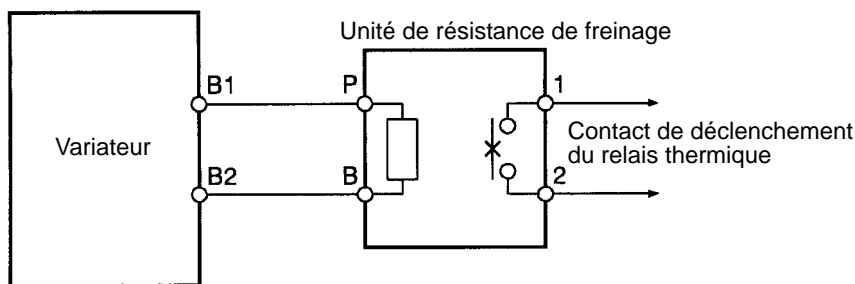 Unité de résistance de freinage
B1
P
1
Variateur
Contact de déclenchement
du relais thermique
B2
B
2